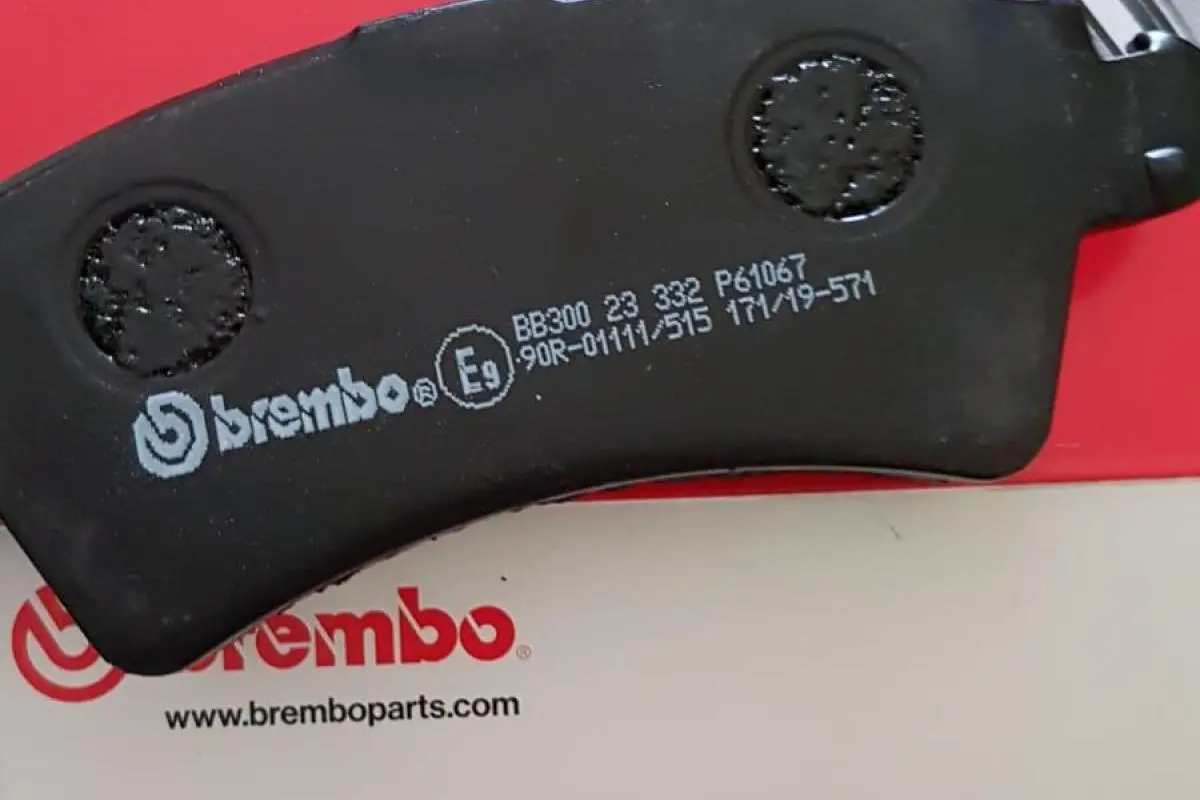 BB300 23 332 P61067
90R-01111/515 171/19-571
brembo® E9
brembo®
www.bremboparts.com